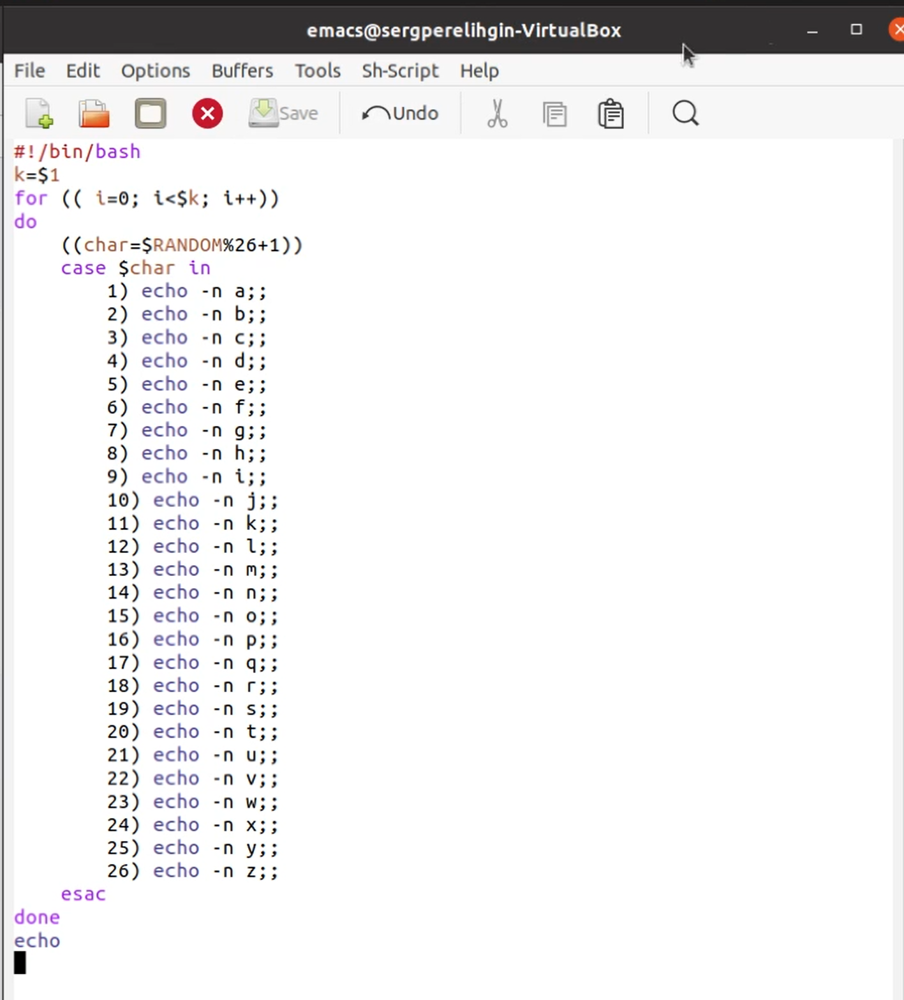 emacs@sergperelihgin-VirtualBox
File Edit Options Buffers Tools Sh-Script Help
Save Undo
#!/bin/bash
k=$1
for (( i=0; i<$k; i++))
do
    ((char=$RANDOM%26+1))
    case $char in
        1) echo -n a;;
        2) echo -n b;;
        3) echo -n c;;
        4) echo -n d;;
        5) echo -n e;;
        6) echo -n f;;
        7) echo -n g;;
        8) echo -n h;;
        9) echo -n i;;
        10) echo -n j;;
        11) echo -n k;;
        12) echo -n l;;
        13) echo -n m;;
        14) echo -n n;;
        15) echo -n o;;
        16) echo -n p;;
        17) echo -n q;;
        18) echo -n r;;
        19) echo -n s;;
        20) echo -n t;;
        21) echo -n u;;
        22) echo -n v;;
        23) echo -n w;;
        24) echo -n x;;
        25) echo -n y;;
        26) echo -n z;;
    esac
done
echo